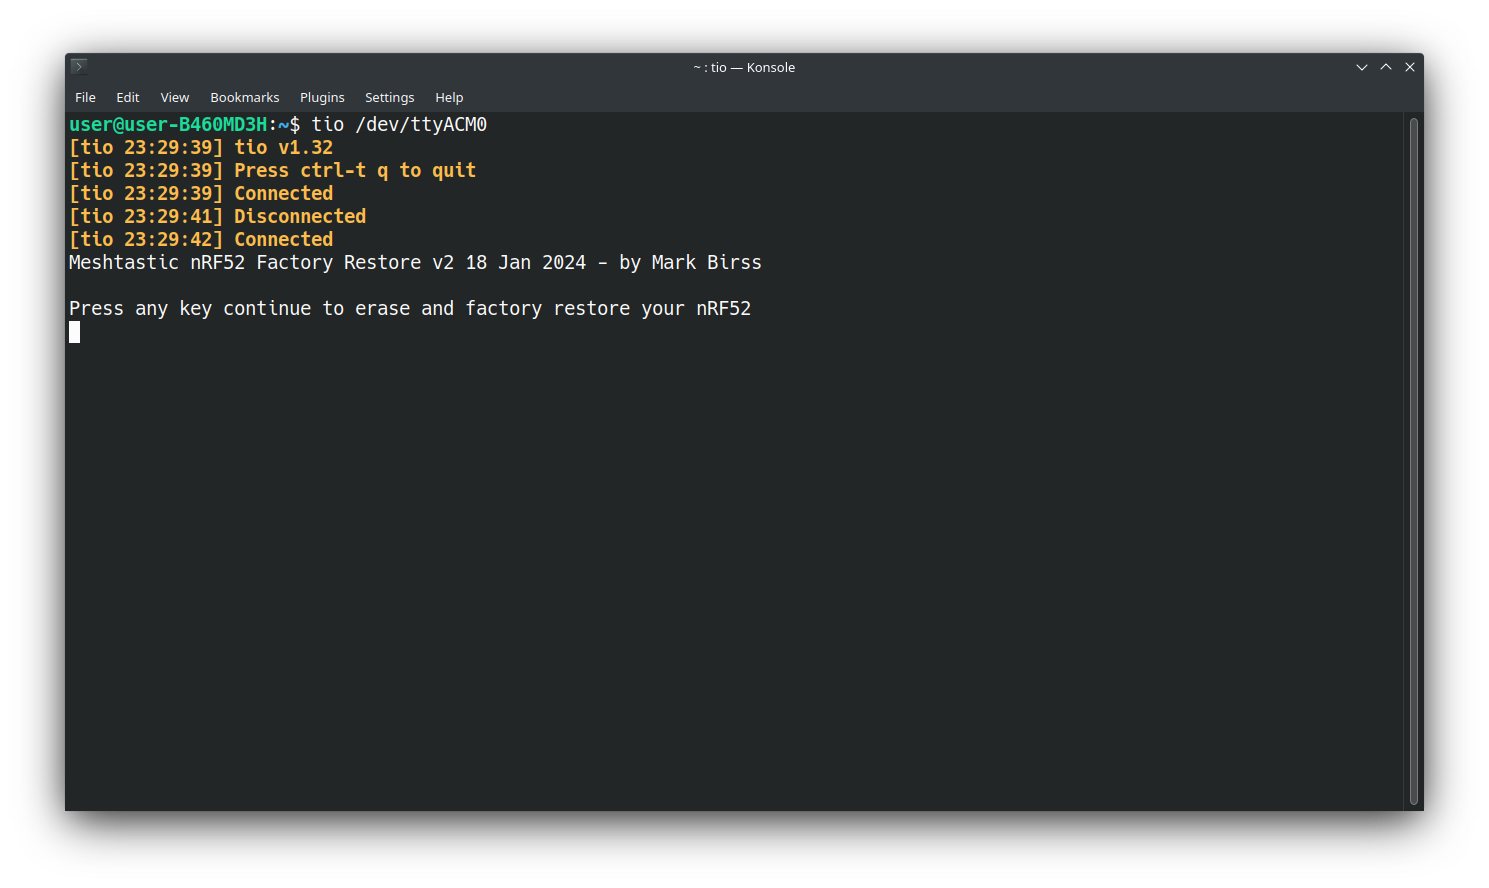 ~ : tio — Konsole
File Edit View Bookmarks Plugins Settings Help
user@user-B460MD3H:~$ tio /dev/ttyACM0
[tio 23:29:39] tio v1.32
[tio 23:29:39] Press ctrl-t q to quit
[tio 23:29:39] Connected
[tio 23:29:41] Disconnected
[tio 23:29:42] Connected
Meshtastic nRF52 Factory Restore v2 18 Jan 2024 - by Mark Birss
Press any key continue to erase and factory restore your nRF52